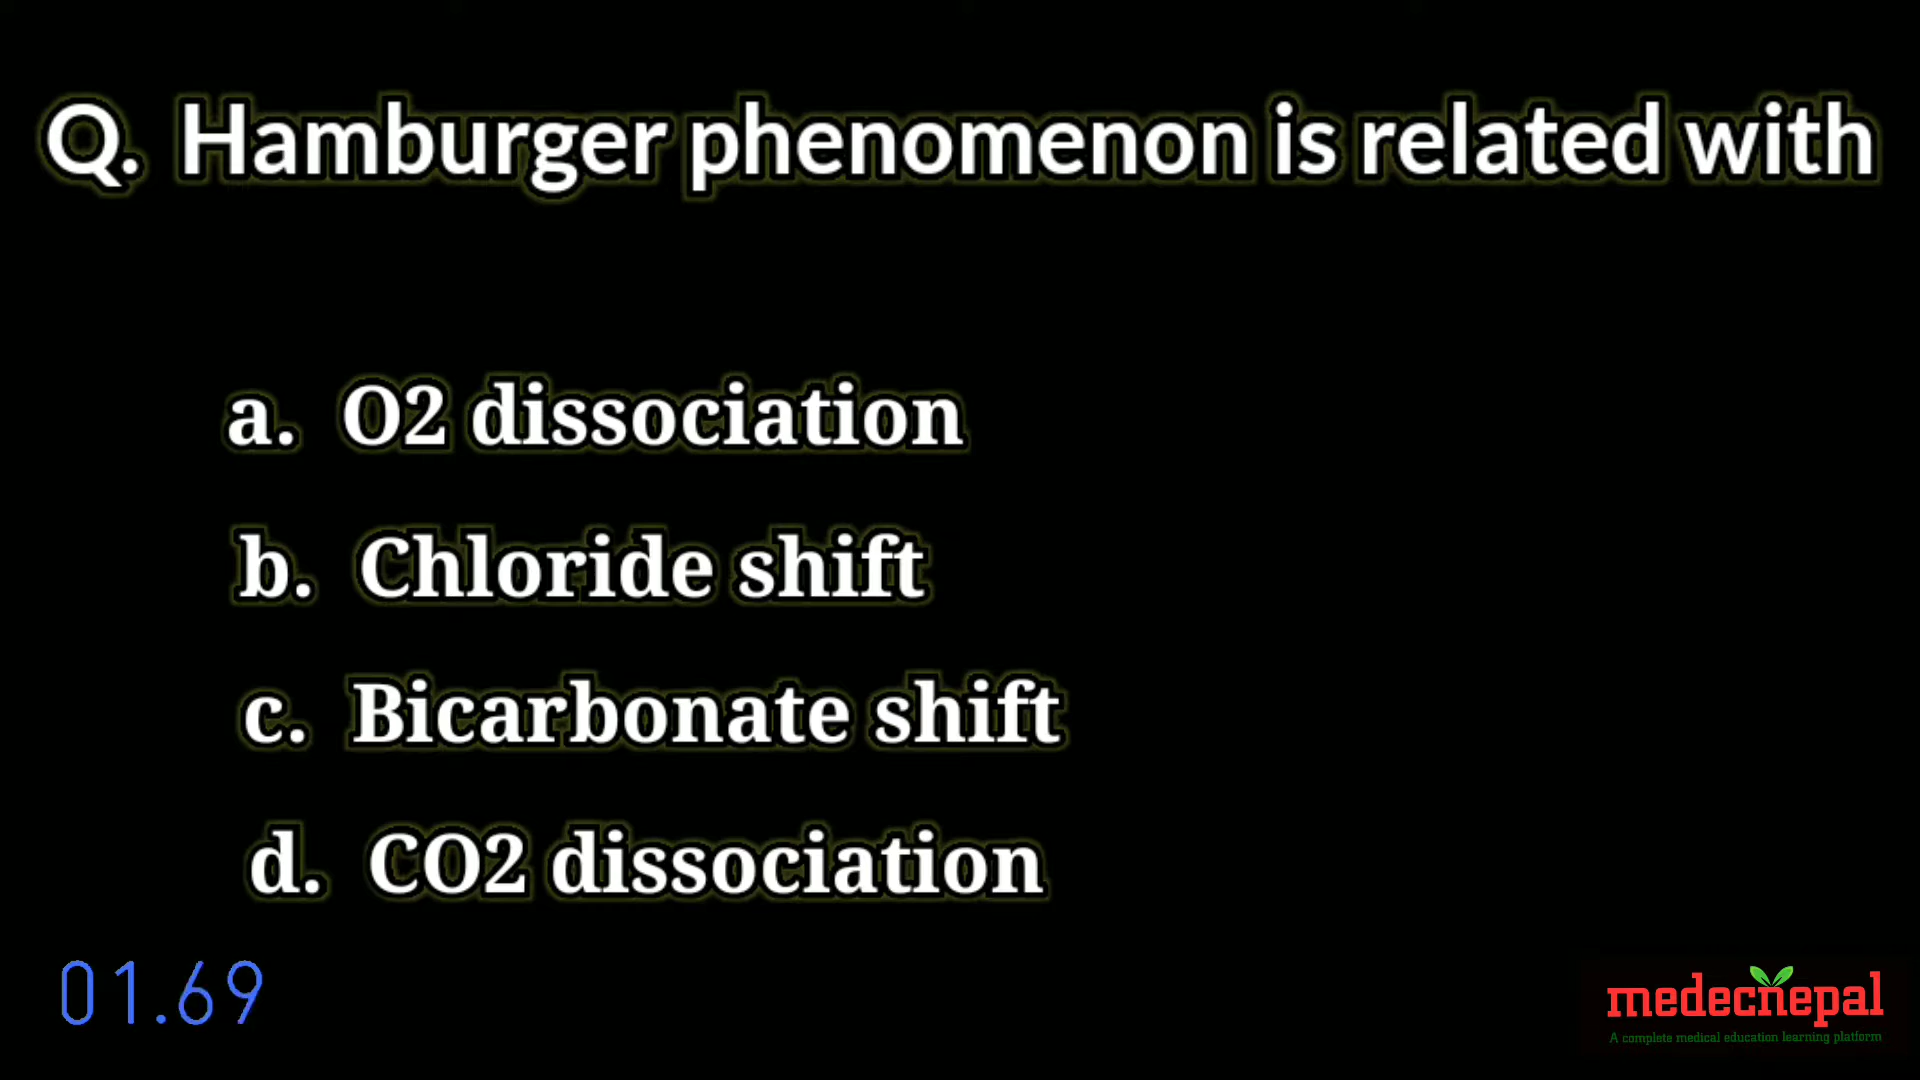 Q. Hamburger phenomenon is related with
a. O2 dissociation
b. Chloride shift
c. Bicarbonate shift
d. CO2 dissociation
01.69
medecnepal
A complete medical education learning platform